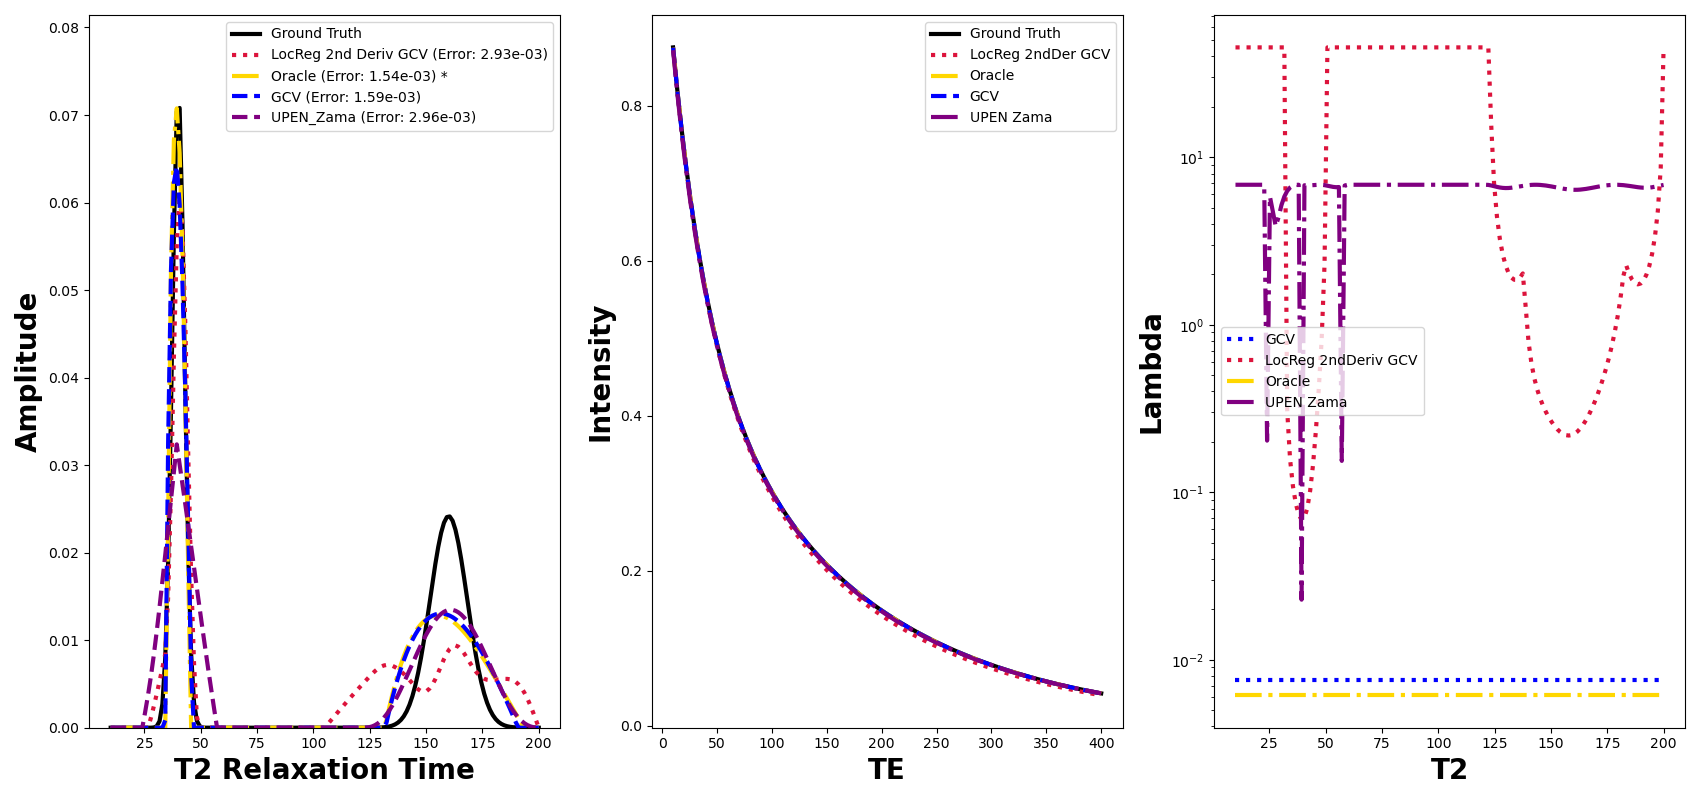 0.08
0.07
0.06
0.05
0.04
0.03
0.02
0.01
0.00
Amplitude
25 50 75 100 125 150 175 200
T2 Relaxation Time
Ground Truth
LocReg 2nd Deriv GCV (Error: 2.93e-03)
Oracle (Error: 1.54e-03) *
GCV (Error: 1.59e-03)
UPEN_Zama (Error: 2.96e-03)
0.8
0.6
0.4
0.2
0.0
Intensity
0 50 100 150 200 250 300 350 400
TE
Ground Truth
LocReg 2ndDer GCV
Oracle
GCV
UPEN Zama
10¹
10⁰
10⁻¹
10⁻²
Lambda
25 50 75 100 125 150 175 200
T2
GCV
LocReg 2ndDeriv GCV
Oracle
UPEN Zama